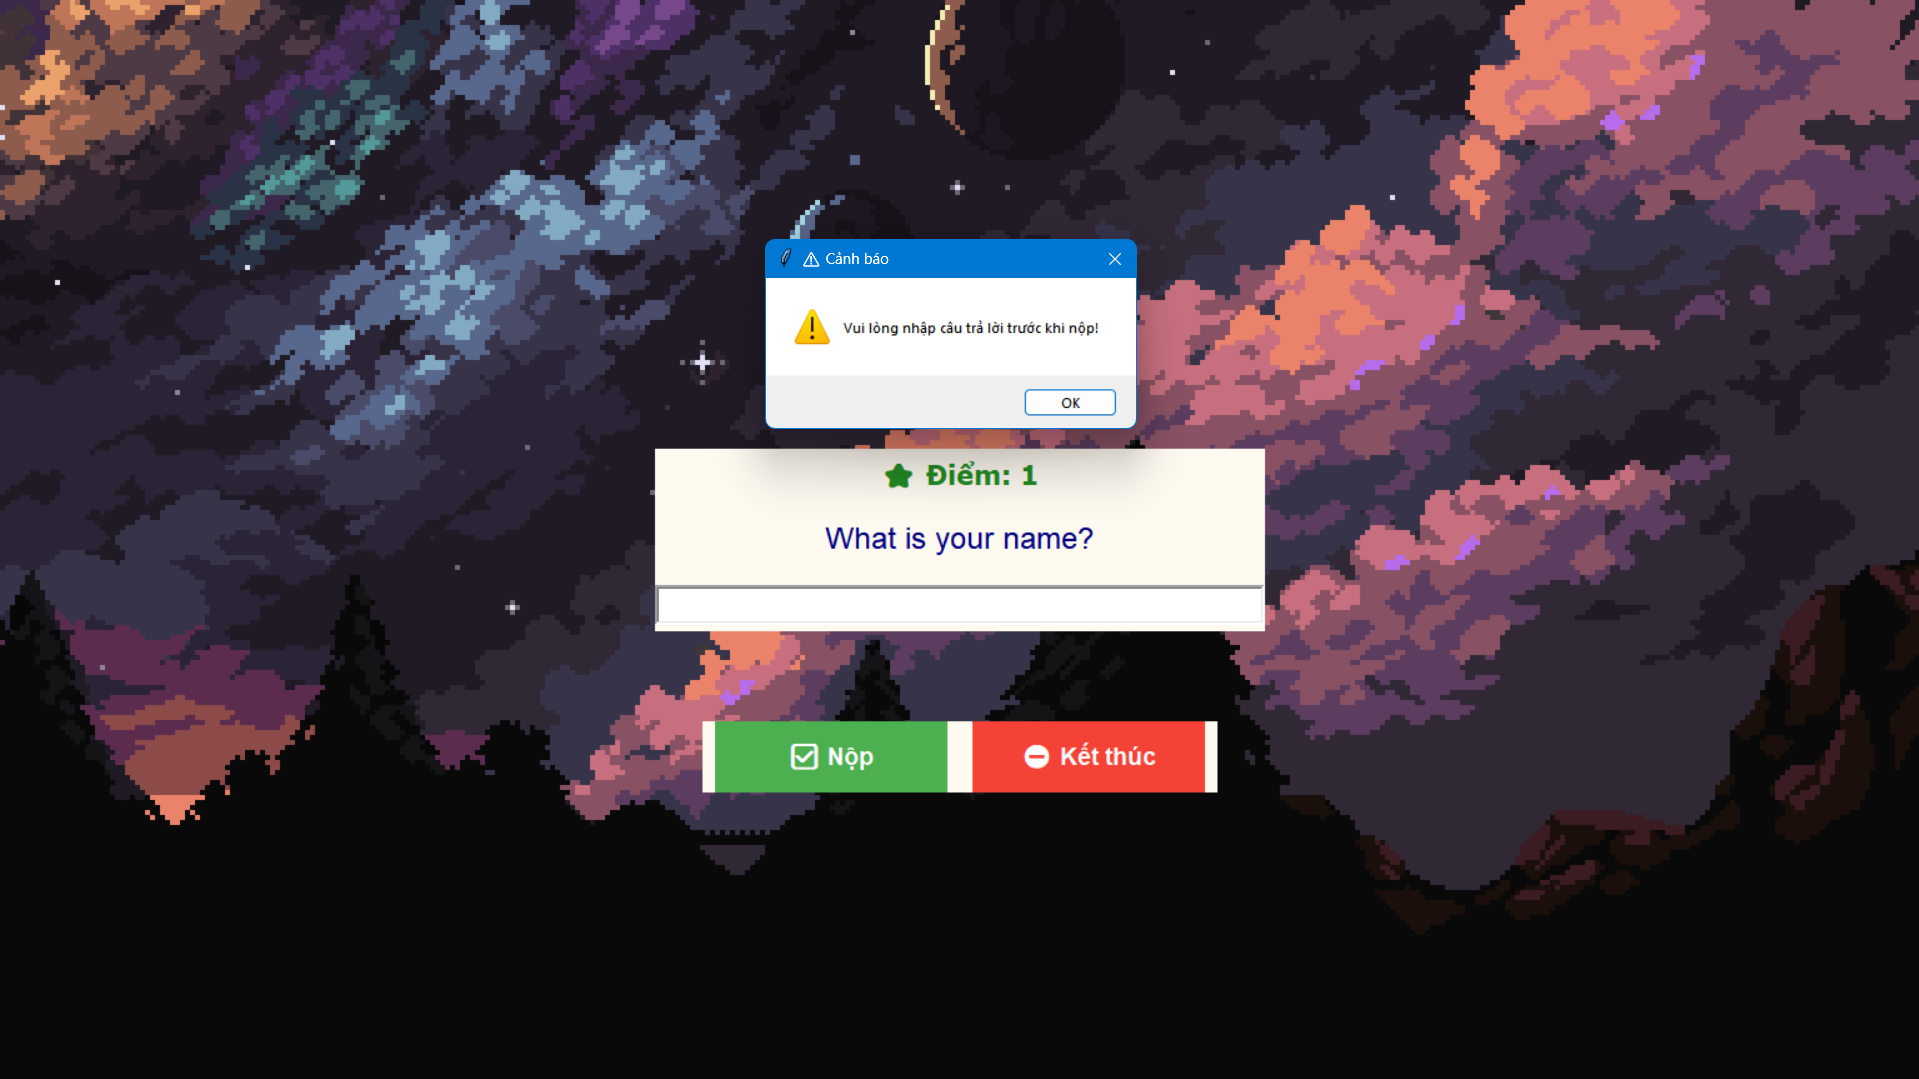 ⚠ Cảnh báo
Vui lòng nhập câu trả lời trước khi nộp!
OK
Điểm: 1
What is your name?
Nộp
Kết thúc